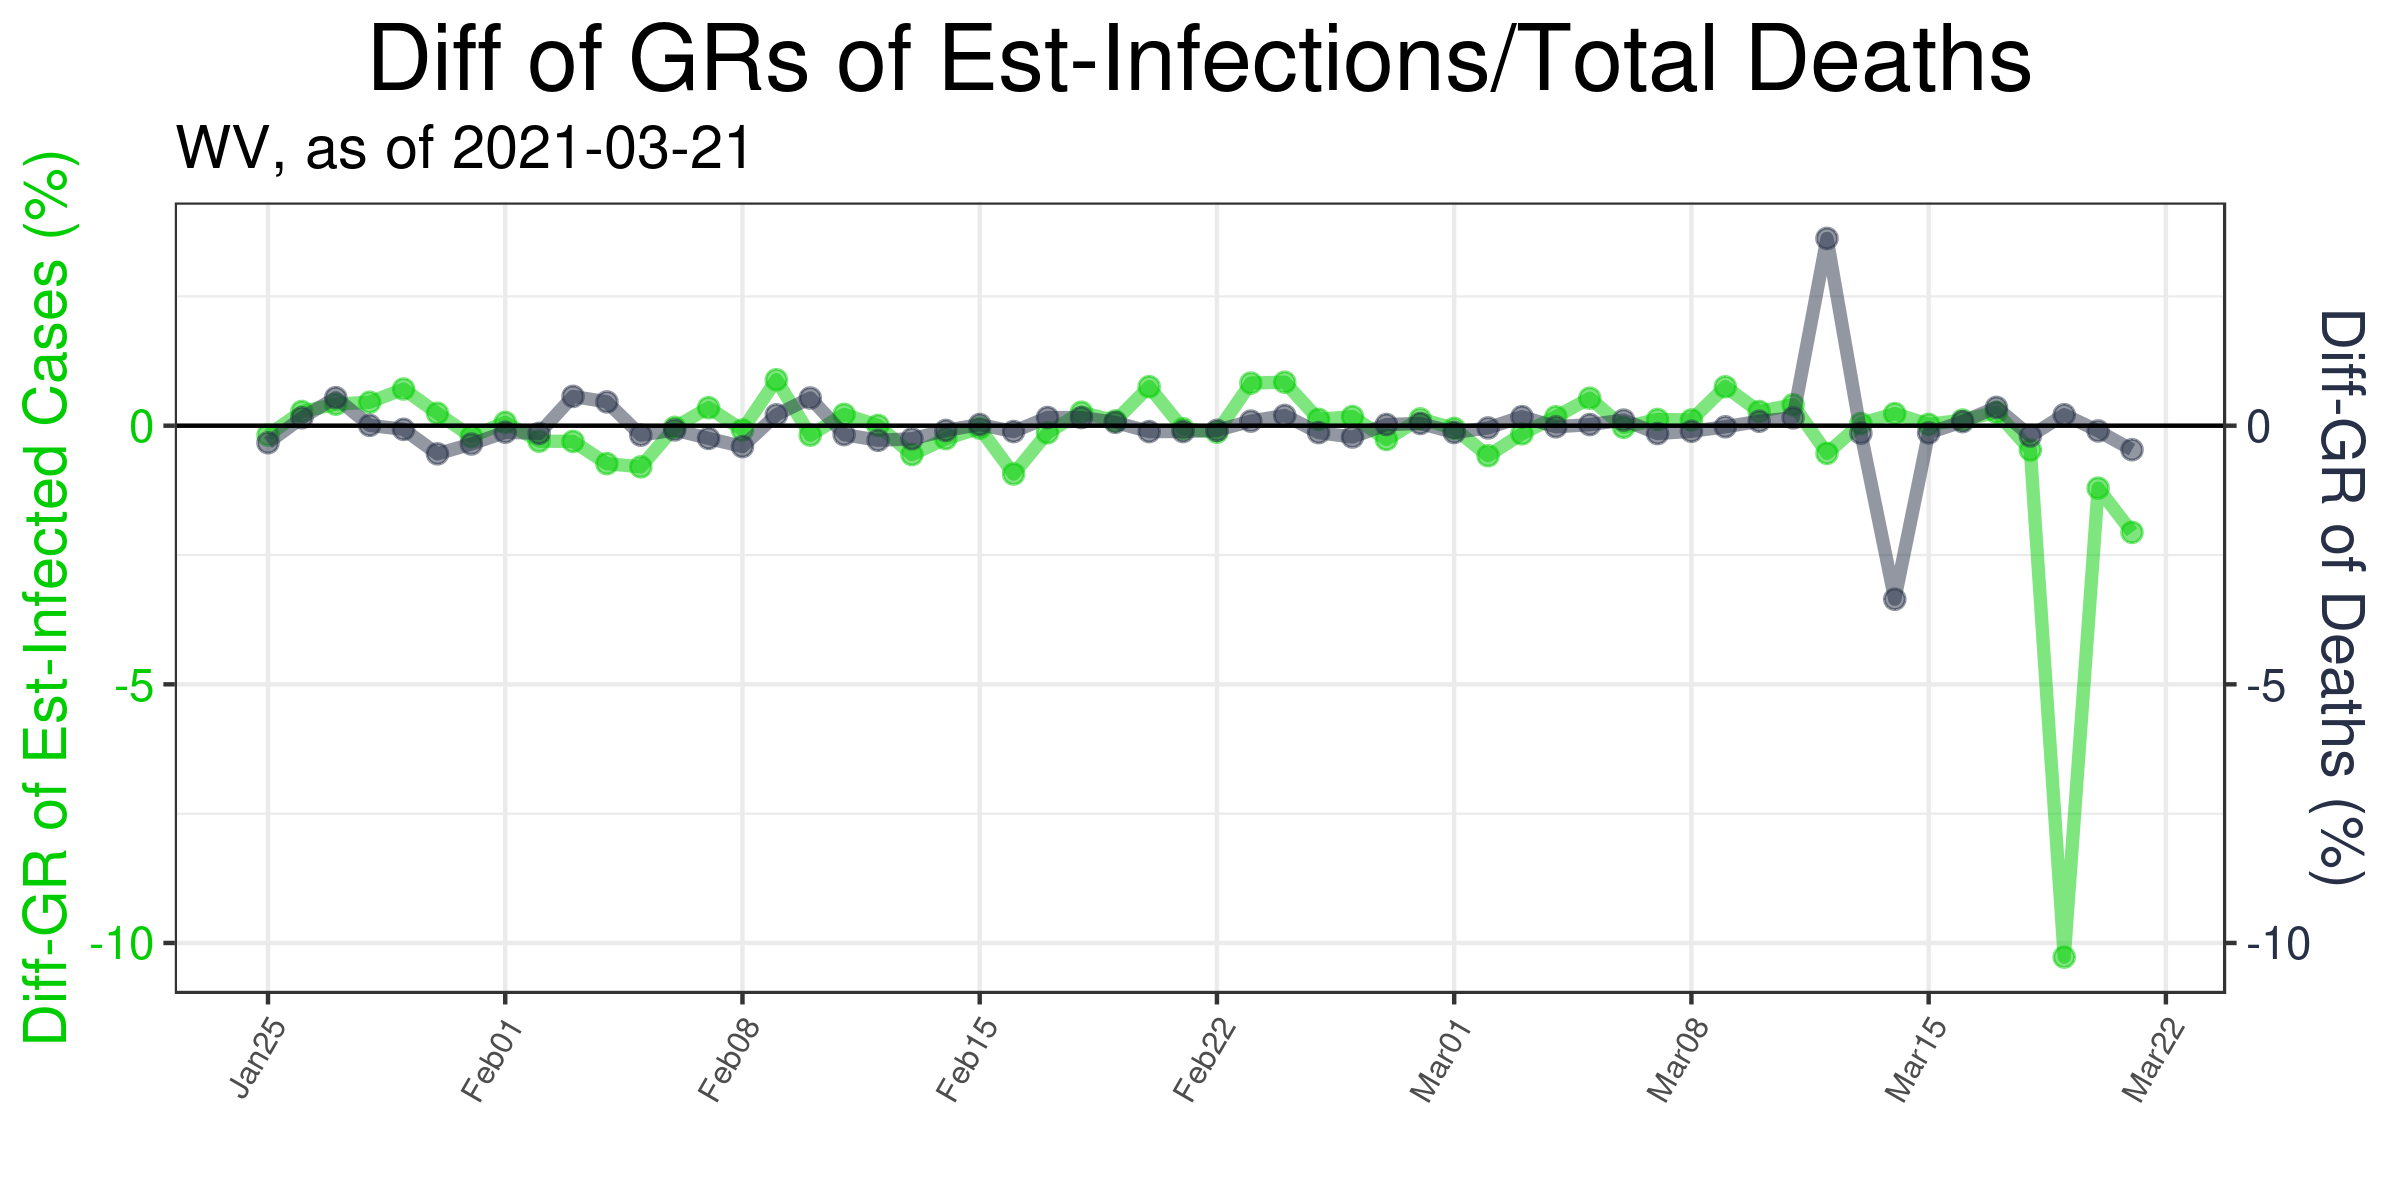 Diff of GRs of Est-Infections/Total Deaths
WV, as of 2021-03-21
Diff-GR of Est-Infected Cases (%)
0
-5
-10
0
-5
-10
Diff-GR of Deaths (%)
Jan25
Feb01
Feb08
Feb15
Feb22
Mar01
Mar08
Mar15
Mar22